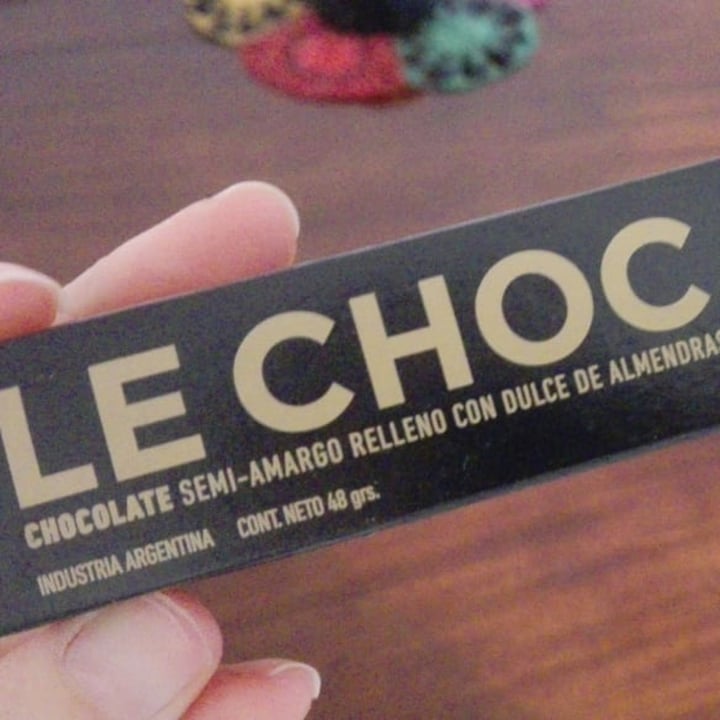 LE CHOC
CHOCOLATE SEMI-AMARGO RELLENO CON DULCE DE ALMENDRAS
INDUSTRIA ARGENTINA CONT. NETO 48 grs.